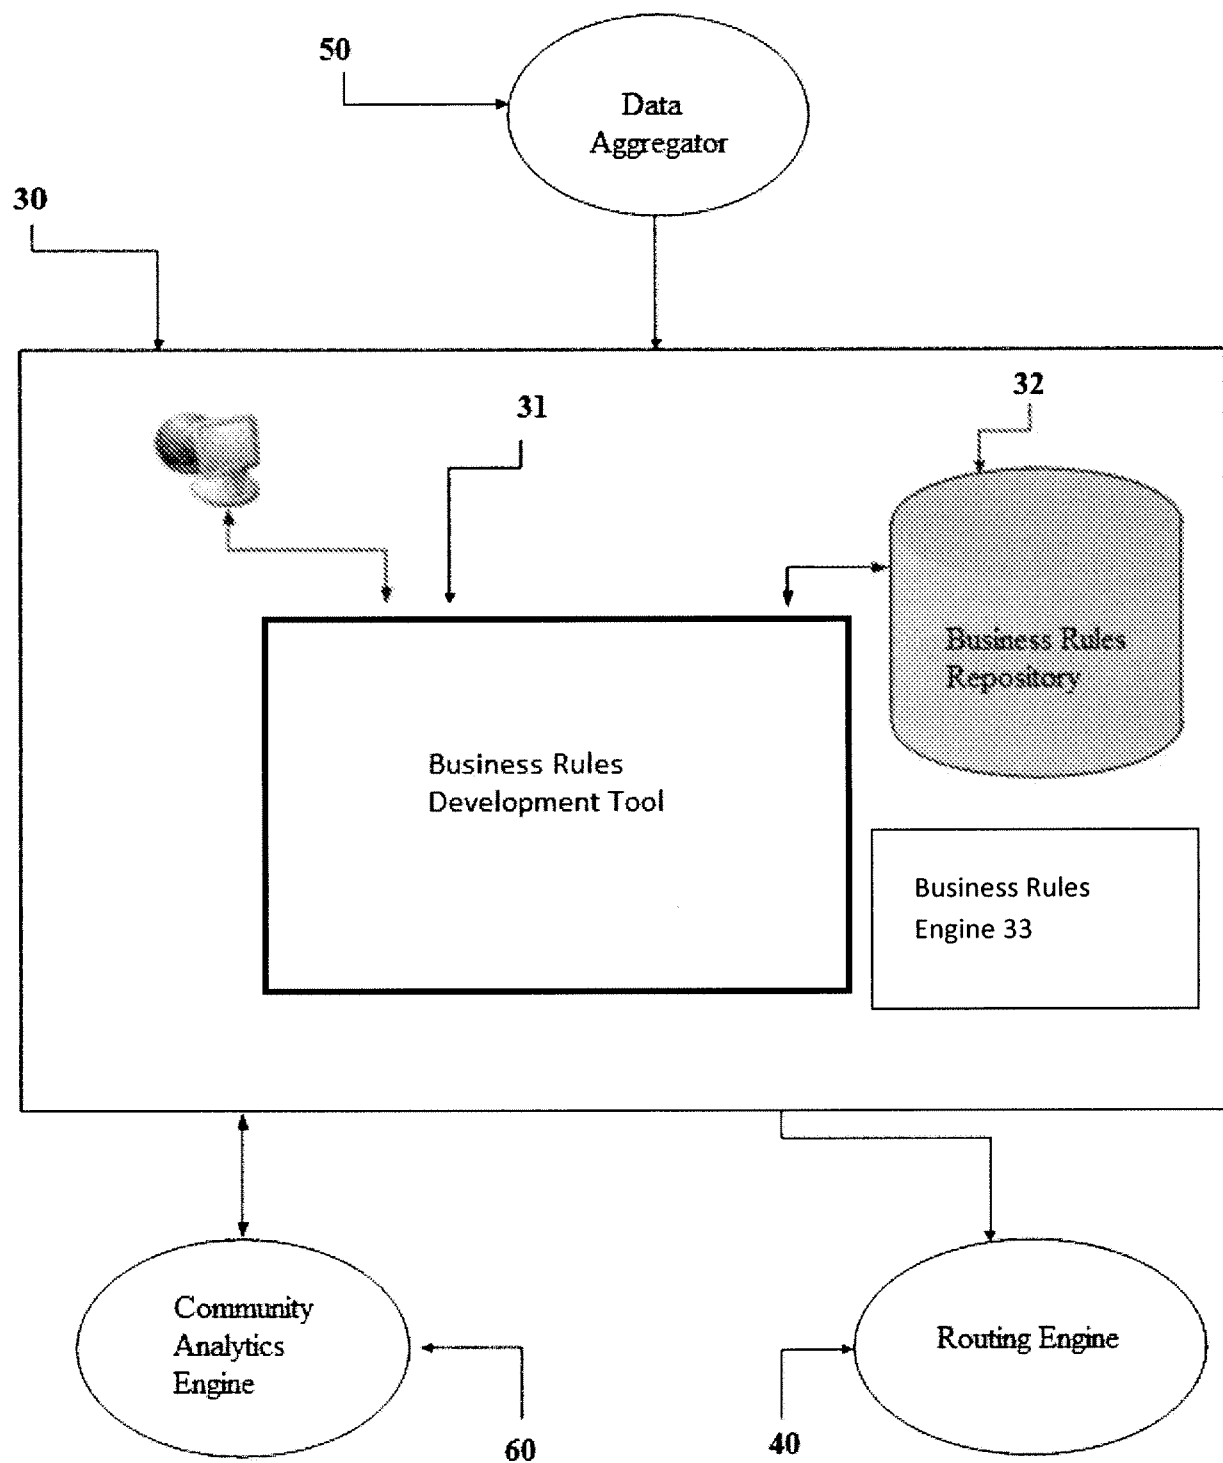 50
Data
Aggregator
30
31
32
Business Rules
Repository
Business Rules
Development Tool
Business Rules
Engine 33
Community
Analytics
Engine
Routing Engine
60
40